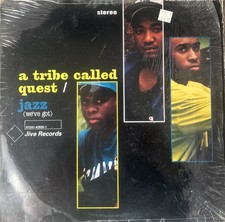 stereo
a tribe called
quest /
jazz
(we've got)
Jive Records